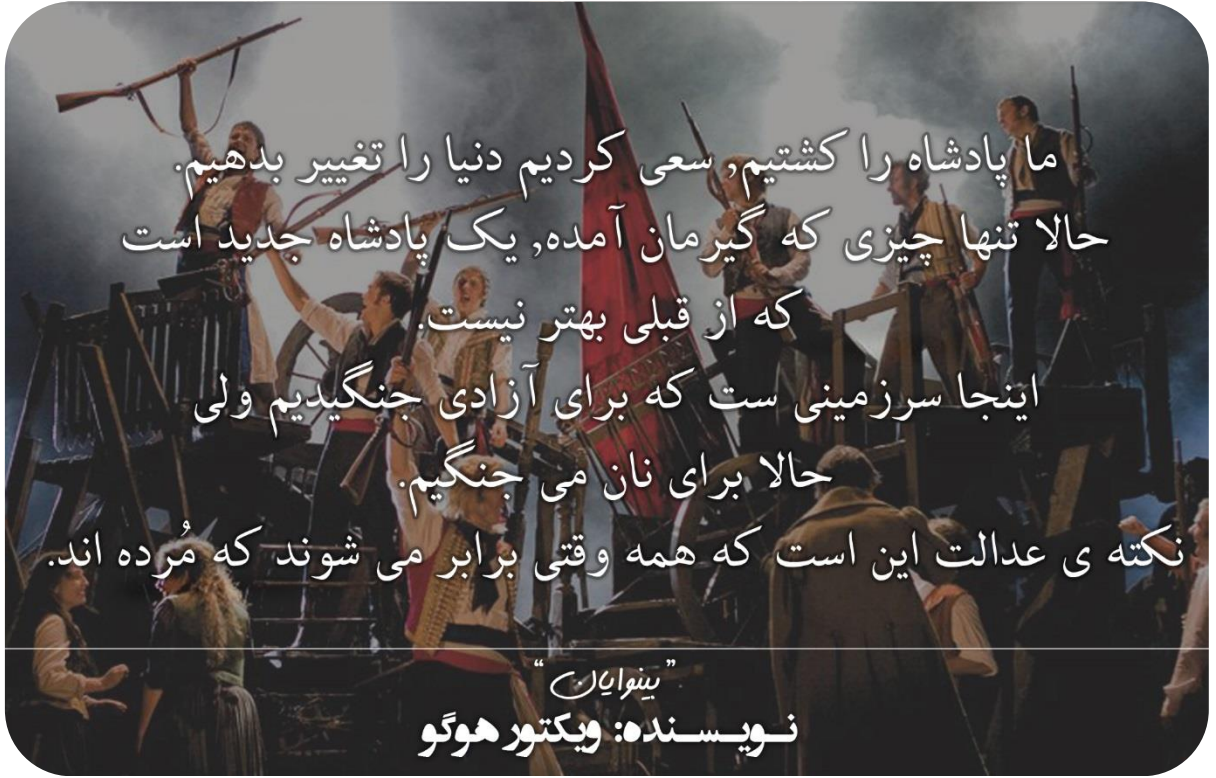 ما پادشاه را کشتیم, سعی کردیم دنیا را تغییر بدهیم.
حالا تنها چیزی که گیرمان آمده, یک پادشاه جدید است
که از قبلی بهتر نیست.
اینجا سرزمینی ست که برای آزادی جنگیدیم ولی
حالا برای نان می جنگیم.
نکته ی عدالت این است که همه وقتی برابر می شوند که مُرده اند.
"بینوایان"
نویسنده: ویکتور هوگو